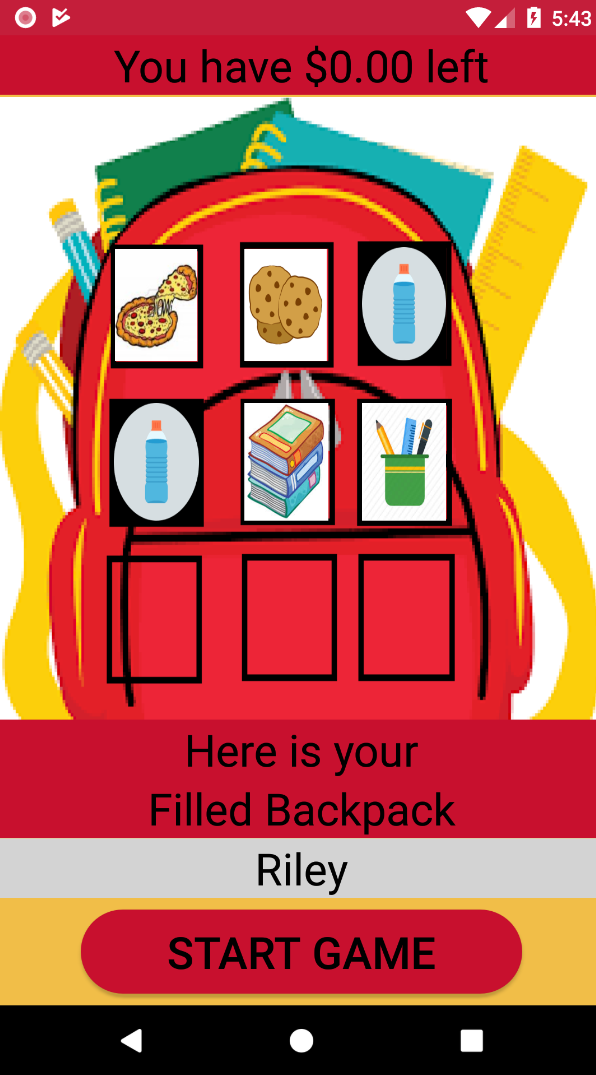 5:43
You have $0.00 left
Here is your
Filled Backpack
Riley
START GAME